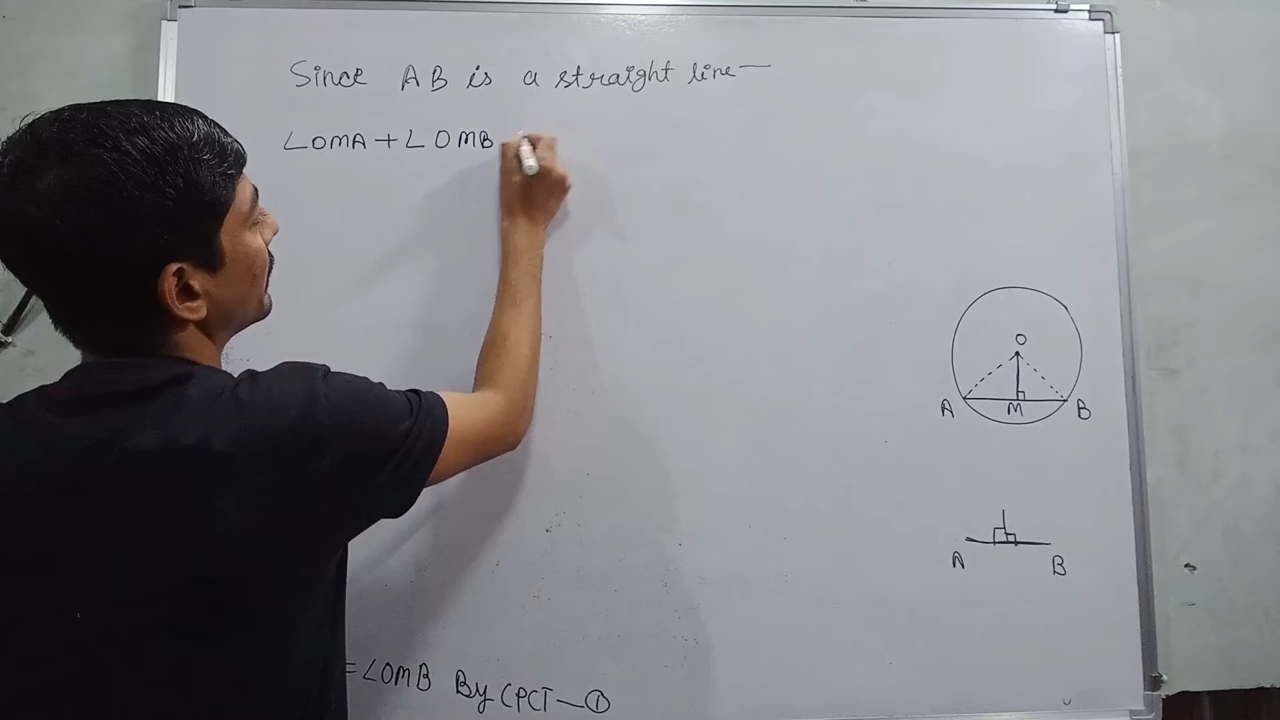 Since AB is a straight line—
∠OMA + ∠OMB
O
A M B
A B
= ∠OMB By CPCT — ①